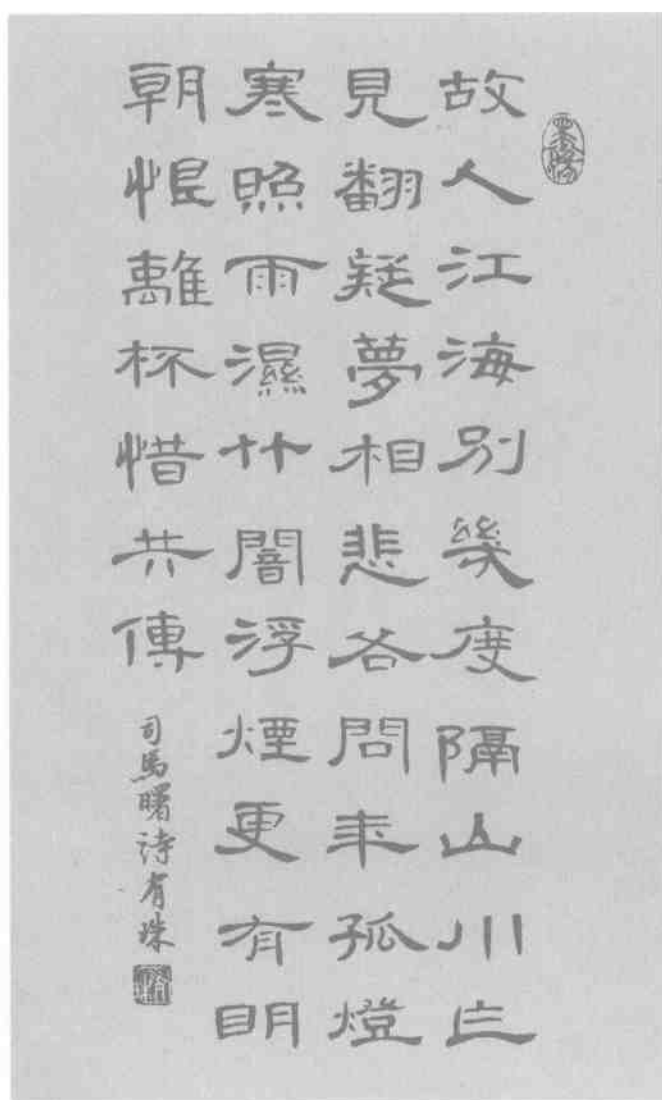 故人江海別幾度隔山川乍
見翻疑夢相悲各問年孤燈
寒照雨濕竹闇浮煙更有明
朝恨離杯惜共傳
司馬曙詩有珠